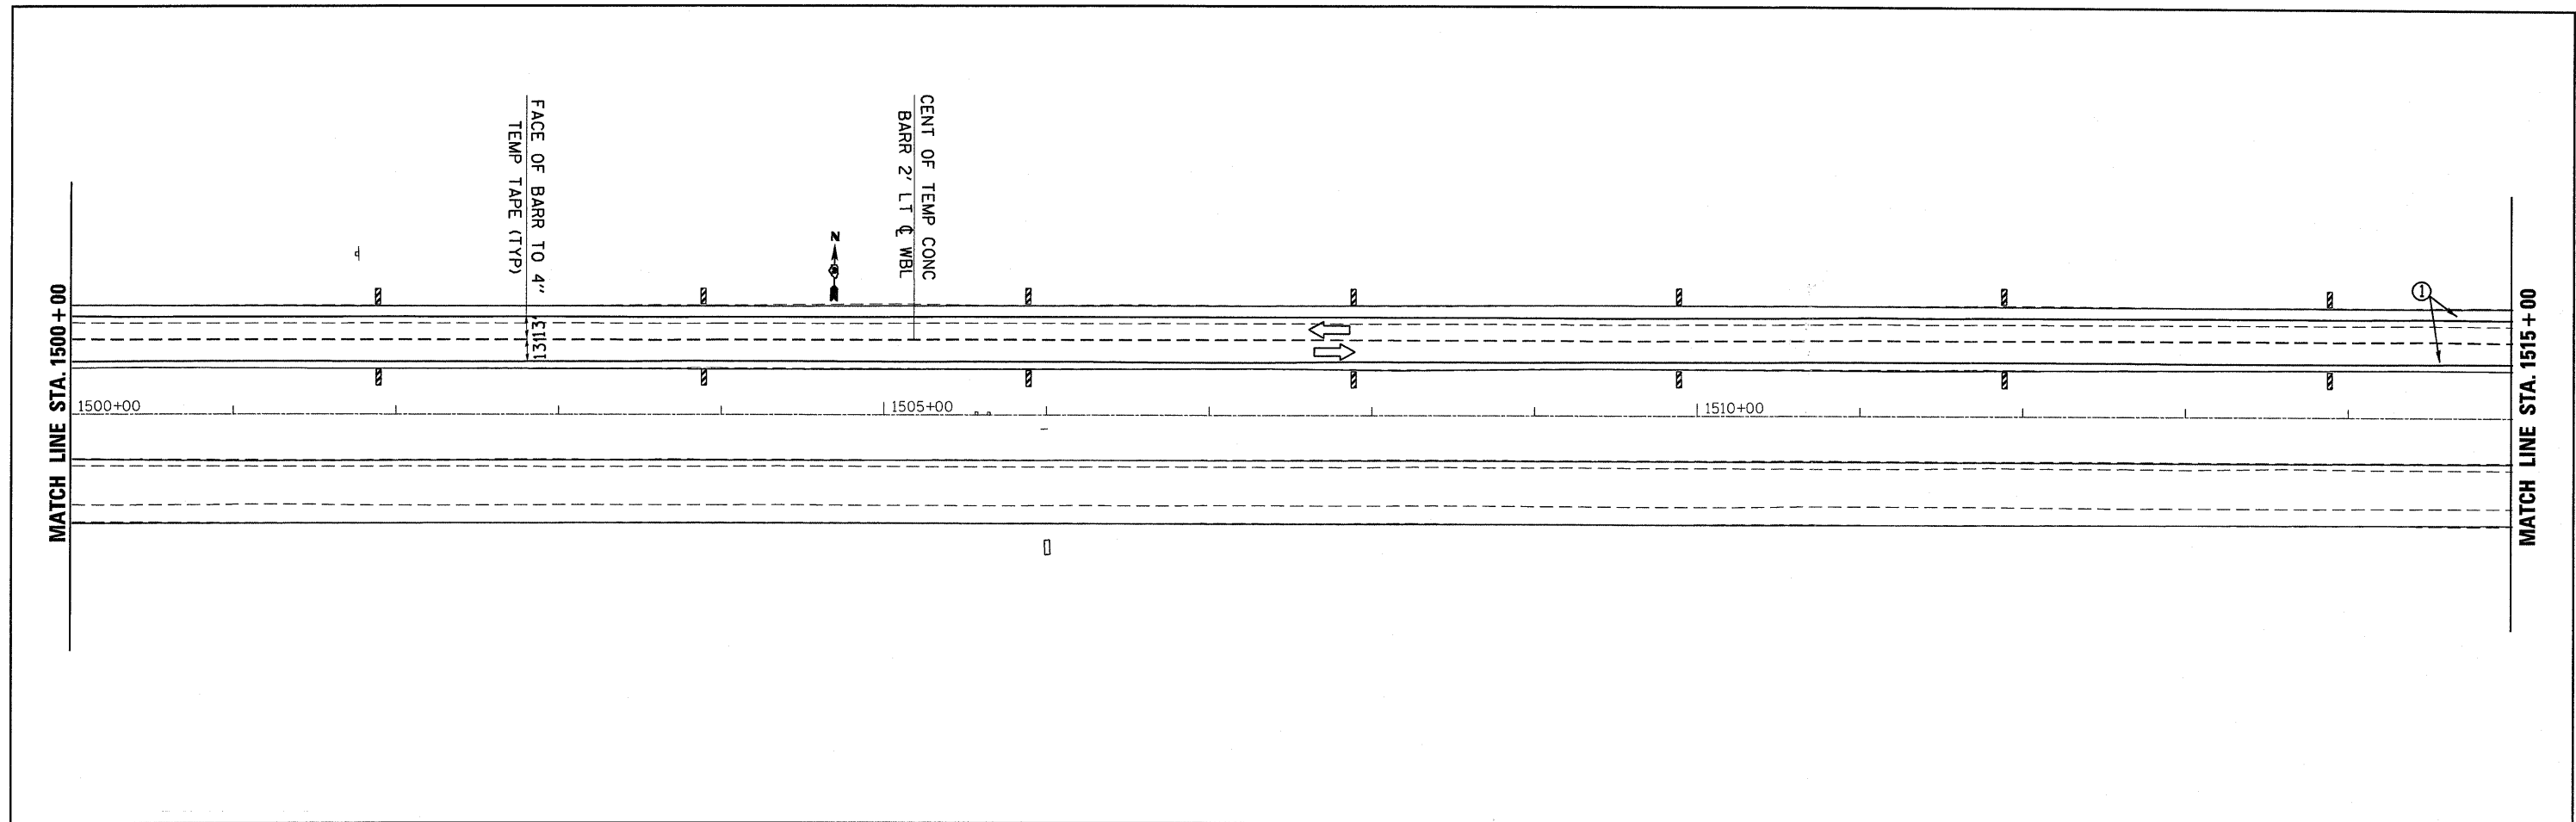 FACE OF BARR TO 4"
TEMP TAPE (TYP)
CENT OF TEMP CONC
BARR 2' LT ℄ WBL
N
MATCH LINE STA. 1500+00
13'
13'
1
1500+00
1505+00
1510+00
MATCH LINE STA. 1515+00